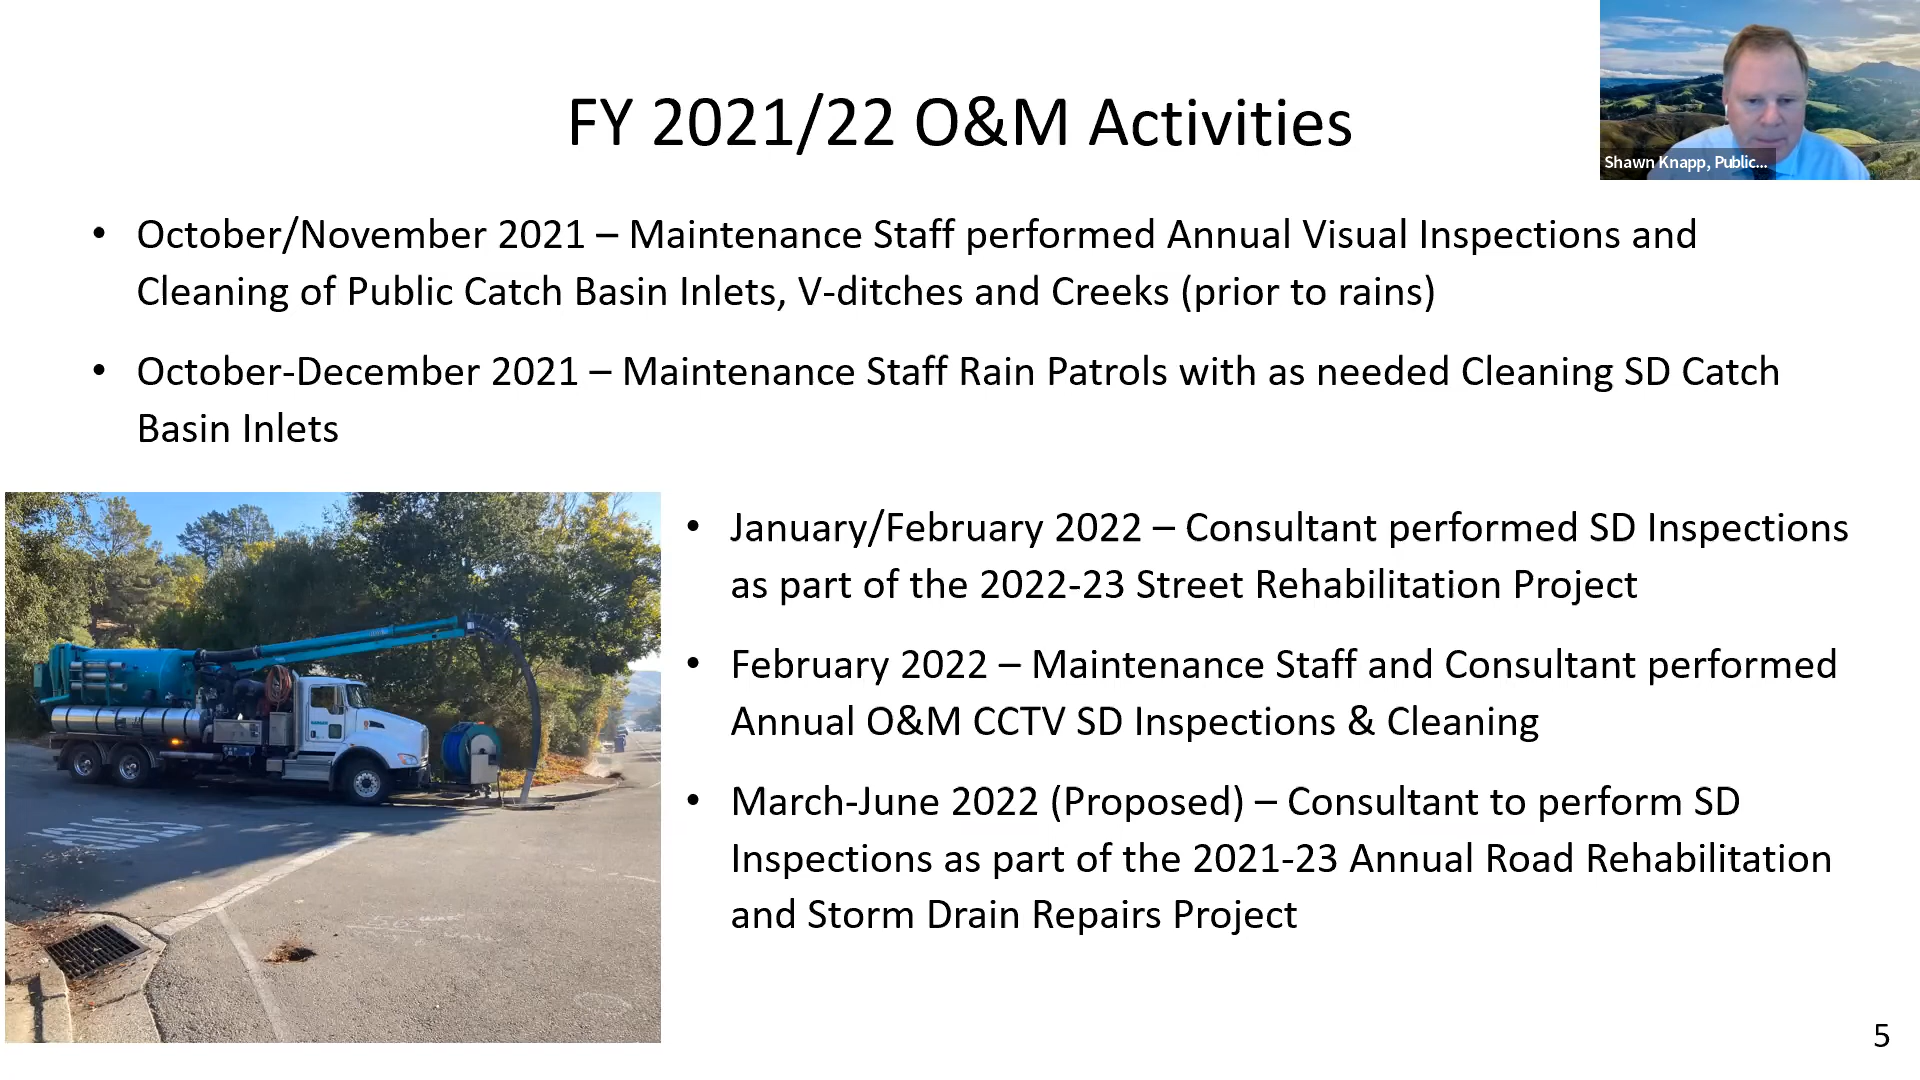 FY 2021/22 O&M Activities
Shawn Knapp, Public...
• October/November 2021 – Maintenance Staff performed Annual Visual Inspections and
Cleaning of Public Catch Basin Inlets, V-ditches and Creeks (prior to rains)
• October-December 2021 – Maintenance Staff Rain Patrols with as needed Cleaning SD Catch
Basin Inlets
• January/February 2022 – Consultant performed SD Inspections
as part of the 2022-23 Street Rehabilitation Project
• February 2022 – Maintenance Staff and Consultant performed
Annual O&M CCTV SD Inspections & Cleaning
• March-June 2022 (Proposed) – Consultant to perform SD
Inspections as part of the 2021-23 Annual Road Rehabilitation
and Storm Drain Repairs Project
5